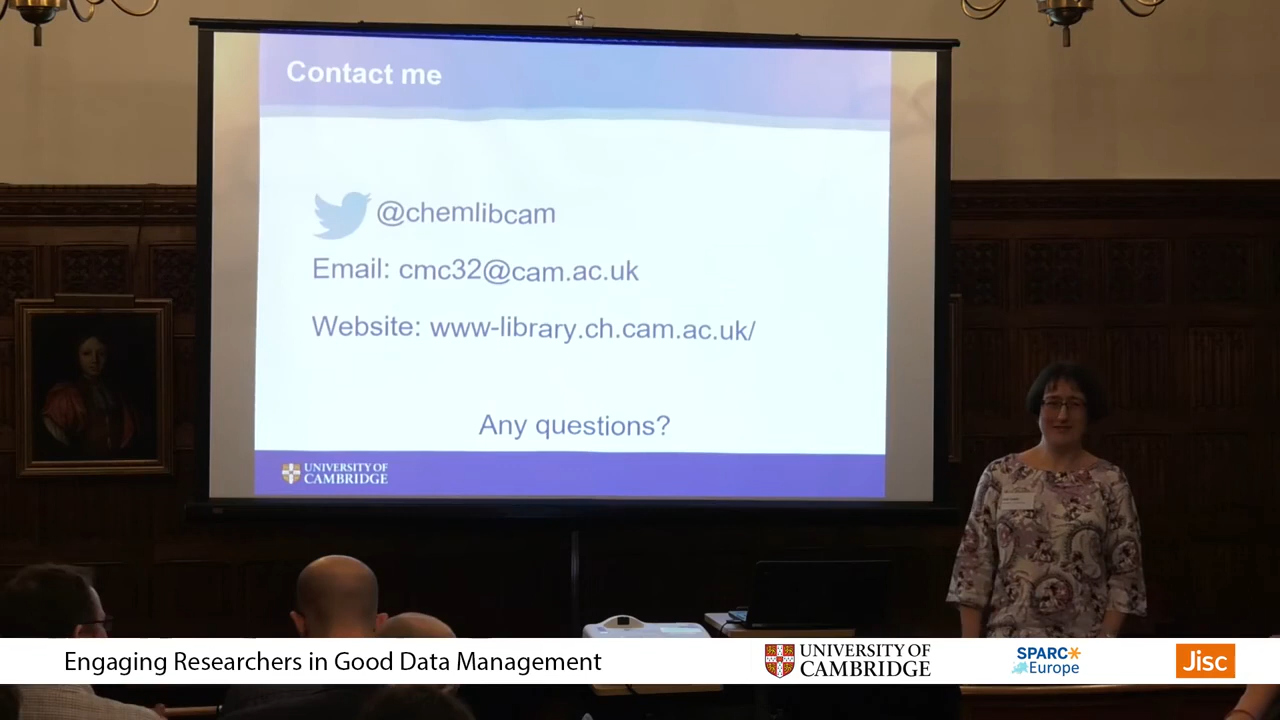 Contact me
@chemlibcam
Email: cmc32@cam.ac.uk
Website: www-library.ch.cam.ac.uk/
Any questions?
UNIVERSITY OF
CAMBRIDGE
Engaging Researchers in Good Data Management
UNIVERSITY OF
CAMBRIDGE
SPARC
Europe
Jisc